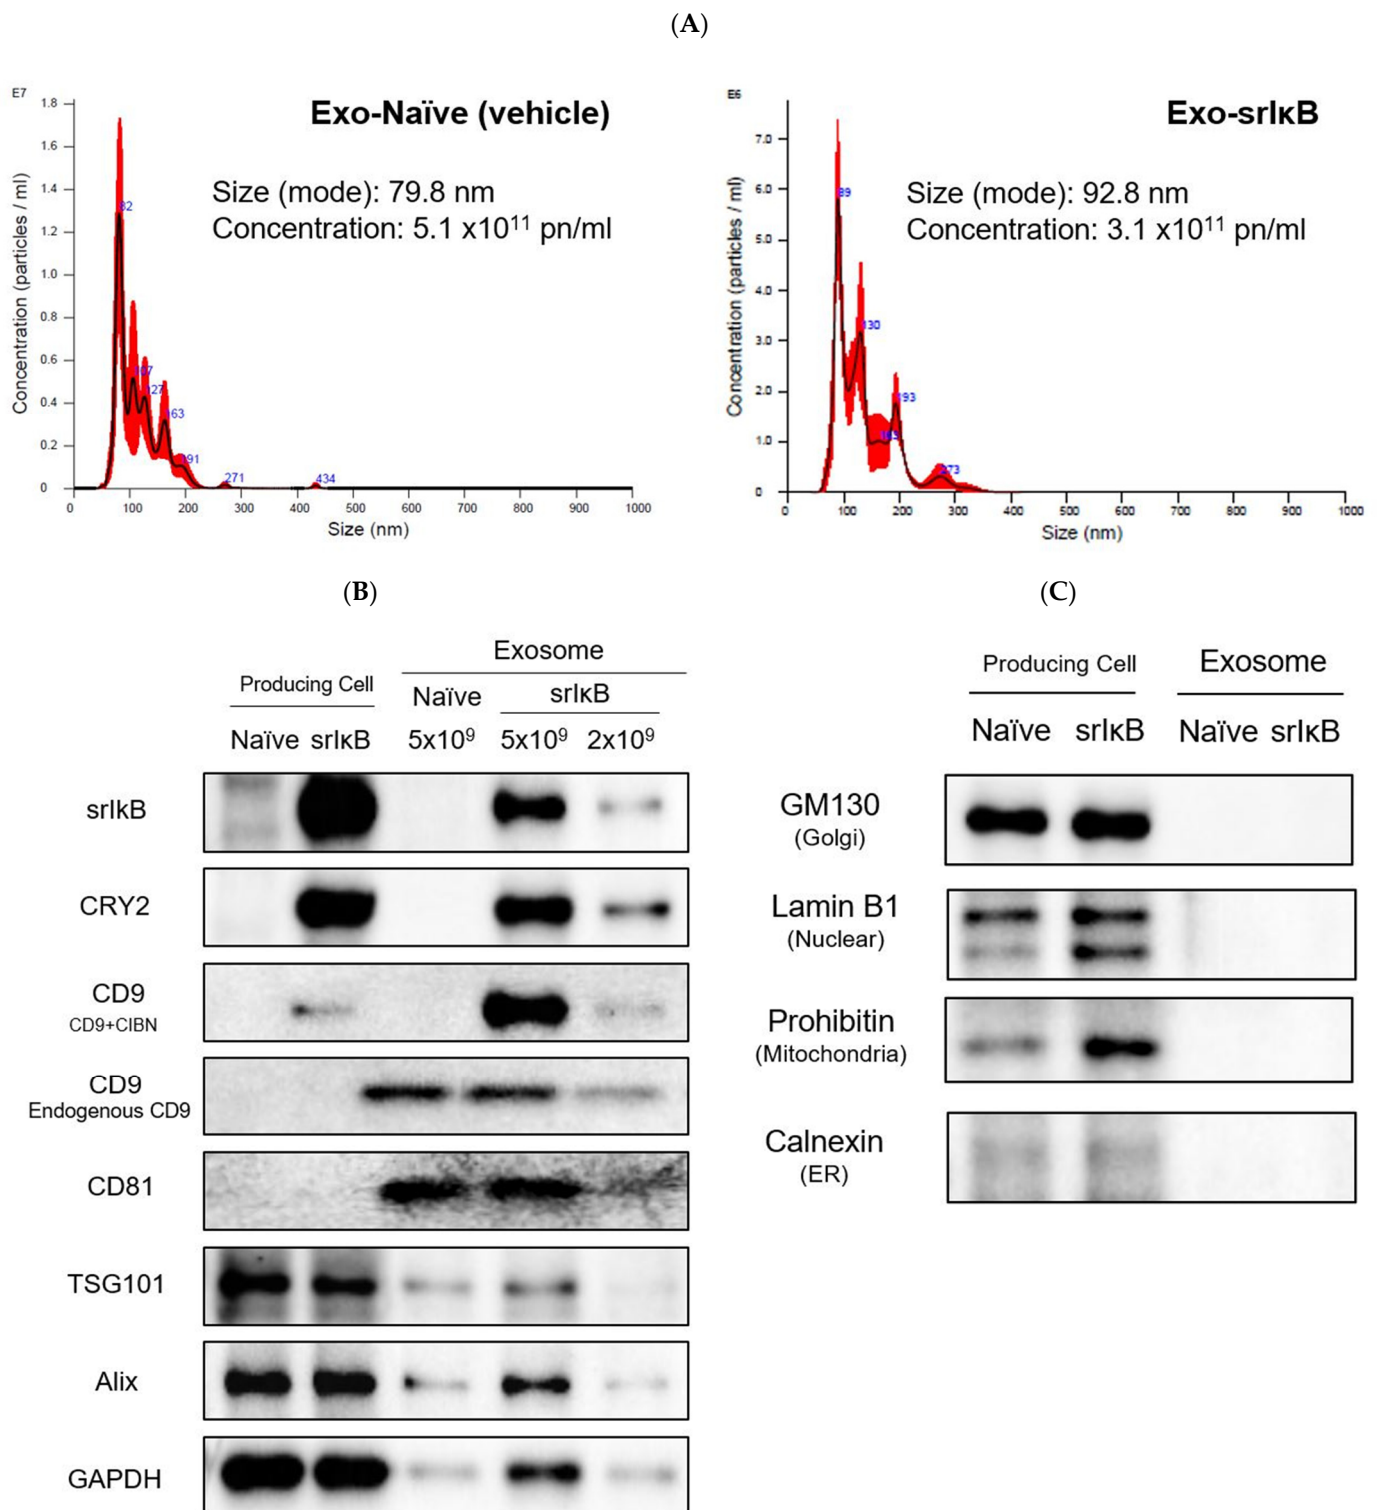 (A)
E7
Exo-Naïve (vehicle)
Size (mode): 79.8 nm
Concentration: 5.1 x10¹¹ pn/ml
Concentration (particles / ml)
1.8
1.6
1.4
1.2
1.0
0.8
0.6
0.4
0.2
0
82
107
127
163
191
271
434
0 100 200 300 400 500 600 700 800 900 1000
Size (nm)
E6
Exo-srIκB
Size (mode): 92.8 nm
Concentration: 3.1 x10¹¹ pn/ml
Concentration (particles / ml)
7.0
6.0
5.0
4.0
3.0
2.0
1.0
0
89
130
193
273
0 100 200 300 400 500 600 700 800 900 1000
Size (nm)
(B)
Exosome
Producing Cell
Naïve srIκB
Naïve srIκB 5x10⁹ 5x10⁹ 2x10⁹
srIkB
CRY2
CD9
CD9+CIBN
CD9
Endogenous CD9
CD81
TSG101
Alix
GAPDH
(C)
Producing Cell Exosome
Naïve srIκB Naïve srIκB
GM130
(Golgi)
Lamin B1
(Nuclear)
Prohibitin
(Mitochondria)
Calnexin
(ER)